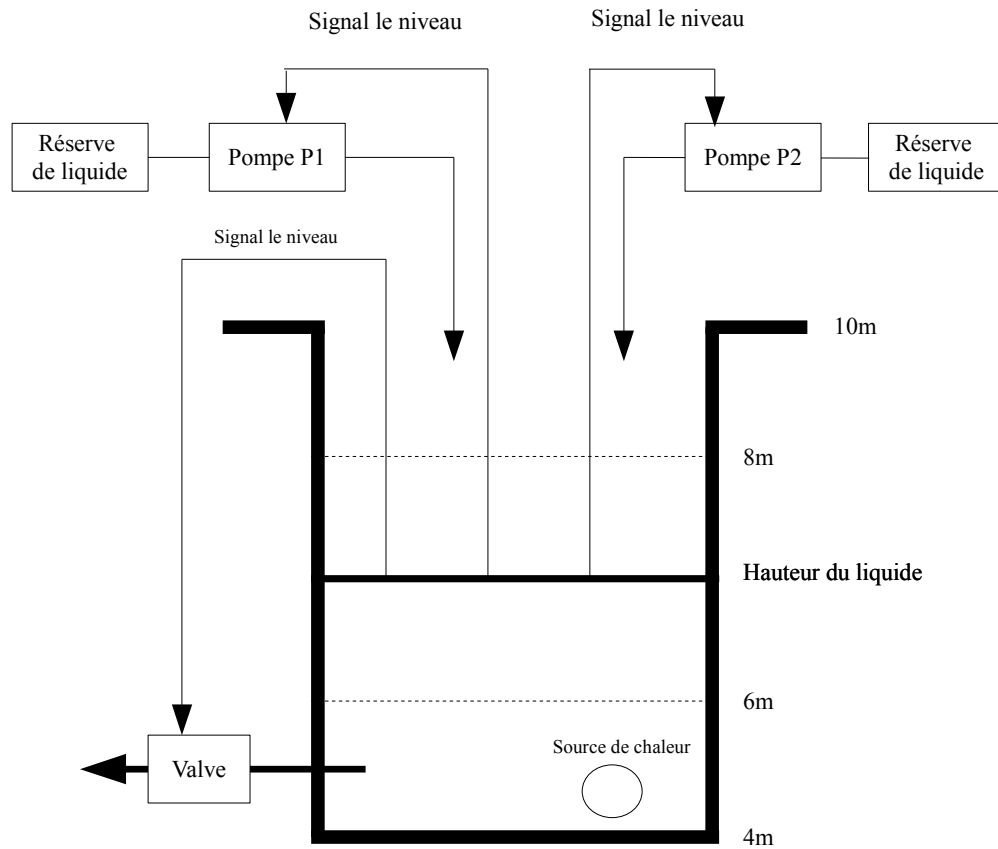 Signal le niveau
Signal le niveau
Réserve
de liquide
Pompe P1
Pompe P2
Réserve
de liquide
Signal le niveau
10m
8m
Hauteur du liquide
6m
Source de chaleur
Valve
4m